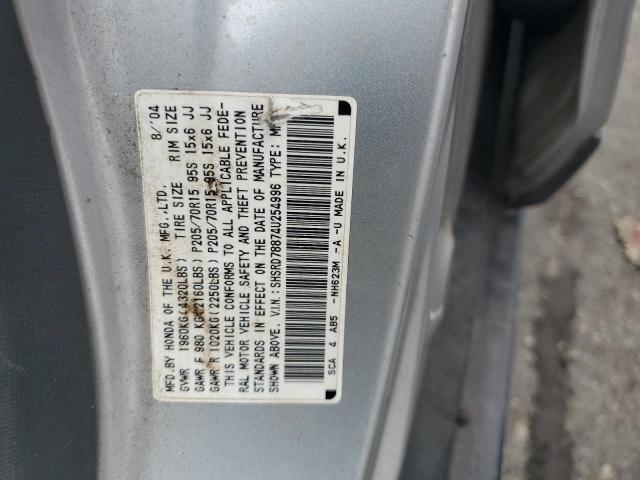 MFD.BY HONDA OF THE U.K.MFG.,LTD. 8/'04
GVWR 1960KG(4320LBS) TIRE SIZE RIM SIZE
GAWR F 980 KG(2160LBS) P205/70R15 95S 15x6 JJ
GAWR R 1020KG(2250LBS) P205/70R15 95S 15x6 JJ
THIS VEHICLE CONFORMS TO ALL APPLICABLE FEDE-
RAL MOTOR VEHICLE SAFETY AND THEFT PREVENTION
STANDARDS IN EFFECT ON THE DATE OF MANUFACTURE
SHOWN ABOVE. V.I.N.:SHSRD78874U254996 TYPE:
SCA 4 AB5 -NH623M -A -U MADE IN U.K.